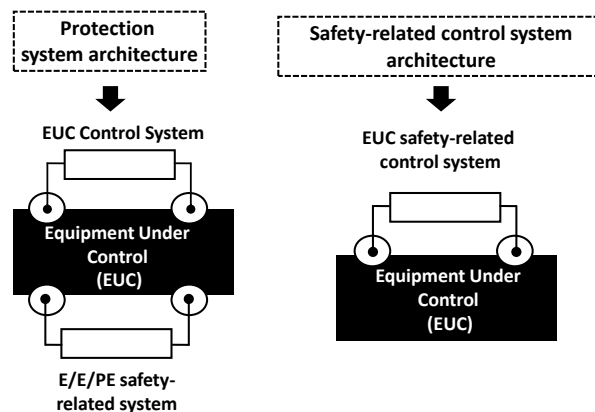 Protection
system architecture
EUC Control System
Equipment Under
Control
(EUC)
E/E/PE safety-
related system
Safety-related control system
architecture
EUC safety-related
control system
Equipment Under
Control
(EUC)